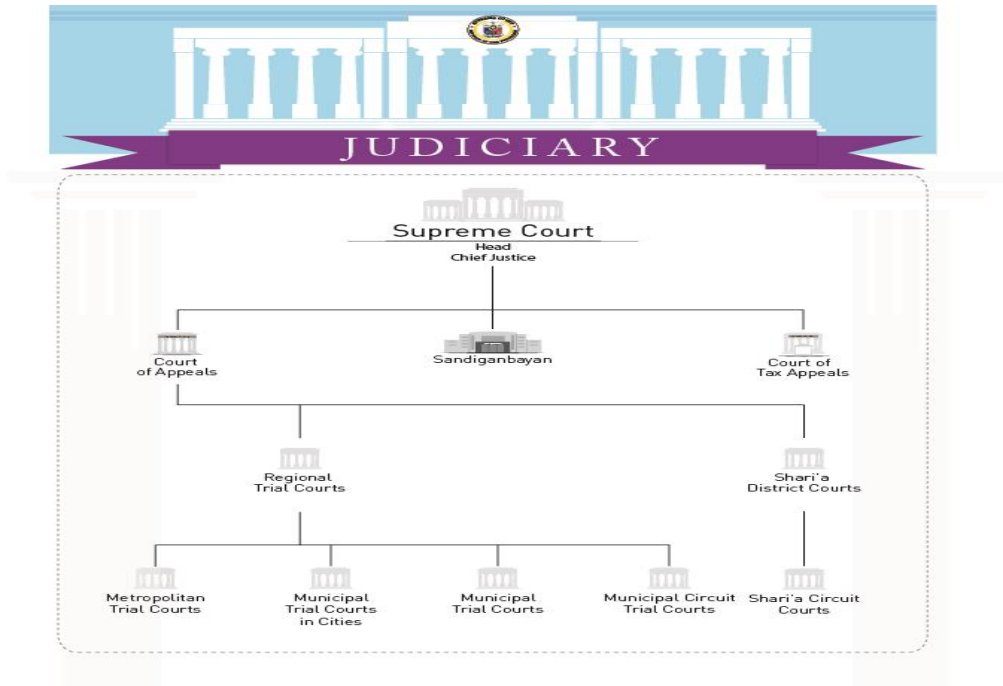 JUDICIARY
Supreme Court
Head
Chief Justice
Court
of Appeals
Sandiganbayan
Court of
Tax Appeals
Regional
Trial Courts
Shari'a
District Courts
Metropolitan
Trial Courts
Municipal
Trial Courts
in Cities
Municipal
Trial Courts
Municipal Circuit
Trial Courts
Shari'a Circuit
Courts